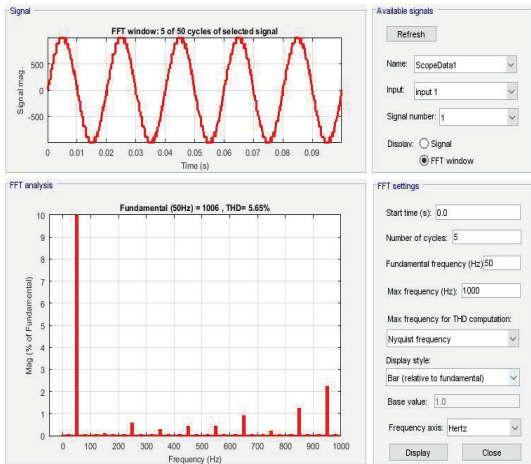 Signal
FFT window: 5 of 50 cycles of selected signal
500
0
-500
Signal mag.
0 0.01 0.02 0.03 0.04 0.05 0.06 0.07 0.08 0.09
Time (s)
FFT analysis
Fundamental (50Hz) = 1006 , THD= 5.65%
10
9
8
7
6
5
4
3
2
1
0
Mag (% of Fundamental)
0 100 200 300 400 500 600 700 800 900 1000
Frequency (Hz)
Available signals
Refresh
Name: ScopeData1
Input: input 1
Signal number: 1
Display: Signal
FFT window
FFT settings
Start time (s): 0.0
Number of cycles: 5
Fundamental frequency (Hz) 50
Max frequency (Hz): 1000
Max frequency for THD computation:
Nyquist frequency
Display style:
Bar (relative to fundamental)
Base value: 1.0
Frequency axis: Hertz
Display Close